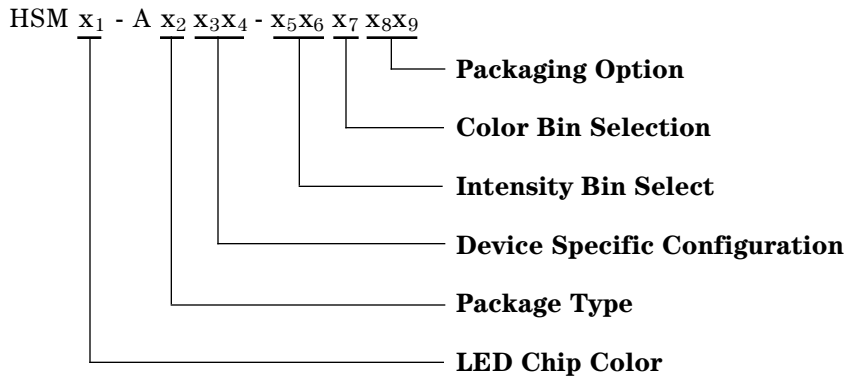 HSM x₁ - A x₂ x₃x₄ - x₅x₆ x₇ x₈x₉
Packaging Option
Color Bin Selection
Intensity Bin Select
Device Specific Configuration
Package Type
LED Chip Color